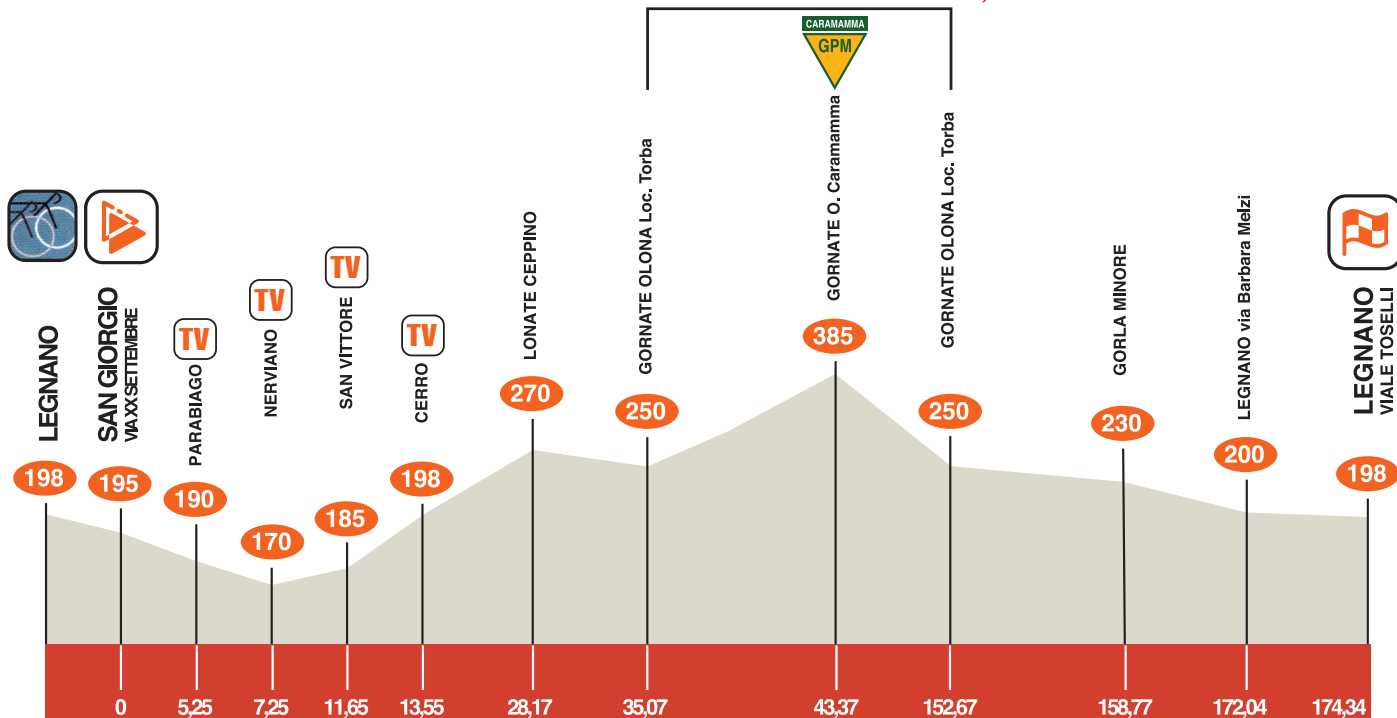 CARAMAMMA
GPM
LEGNANO
SAN GIORGIO
VIA XX SETTEMBRE
TV
PARABIAGO
TV
NERVIANO
TV
SAN VITTORE
TV
CERRO
LONATE CEPPINO
GORNATE OLONA Loc. Torba
GORNATE O. Caramamma
GORNATE OLONA Loc. Torba
GORLA MINORE
LEGNANO via Barbara Melzi
LEGNANO
VIALE TOSELLI
198
195
190
170
185
198
270
250
385
250
230
200
198
0
5,25
7,25
11,65
13,55
28,17
35,07
43,37
152,67
158,77
172,04
174,34